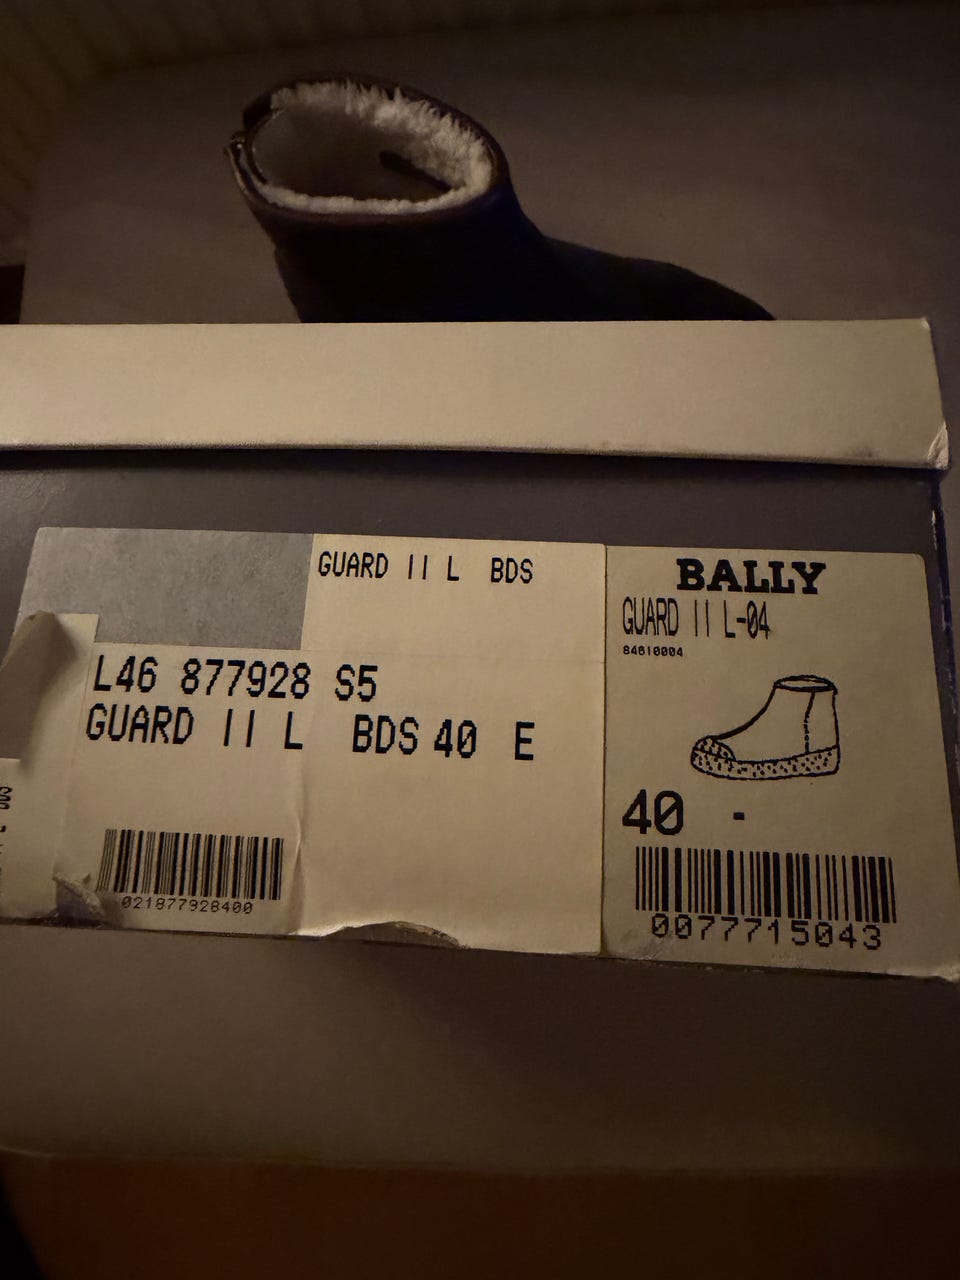 GUARD II L BDS
L46 877928 S5
GUARD II L BDS 40 E
021877928400
BALLY
GUARD II L-04
84610004
40 -
0077715043